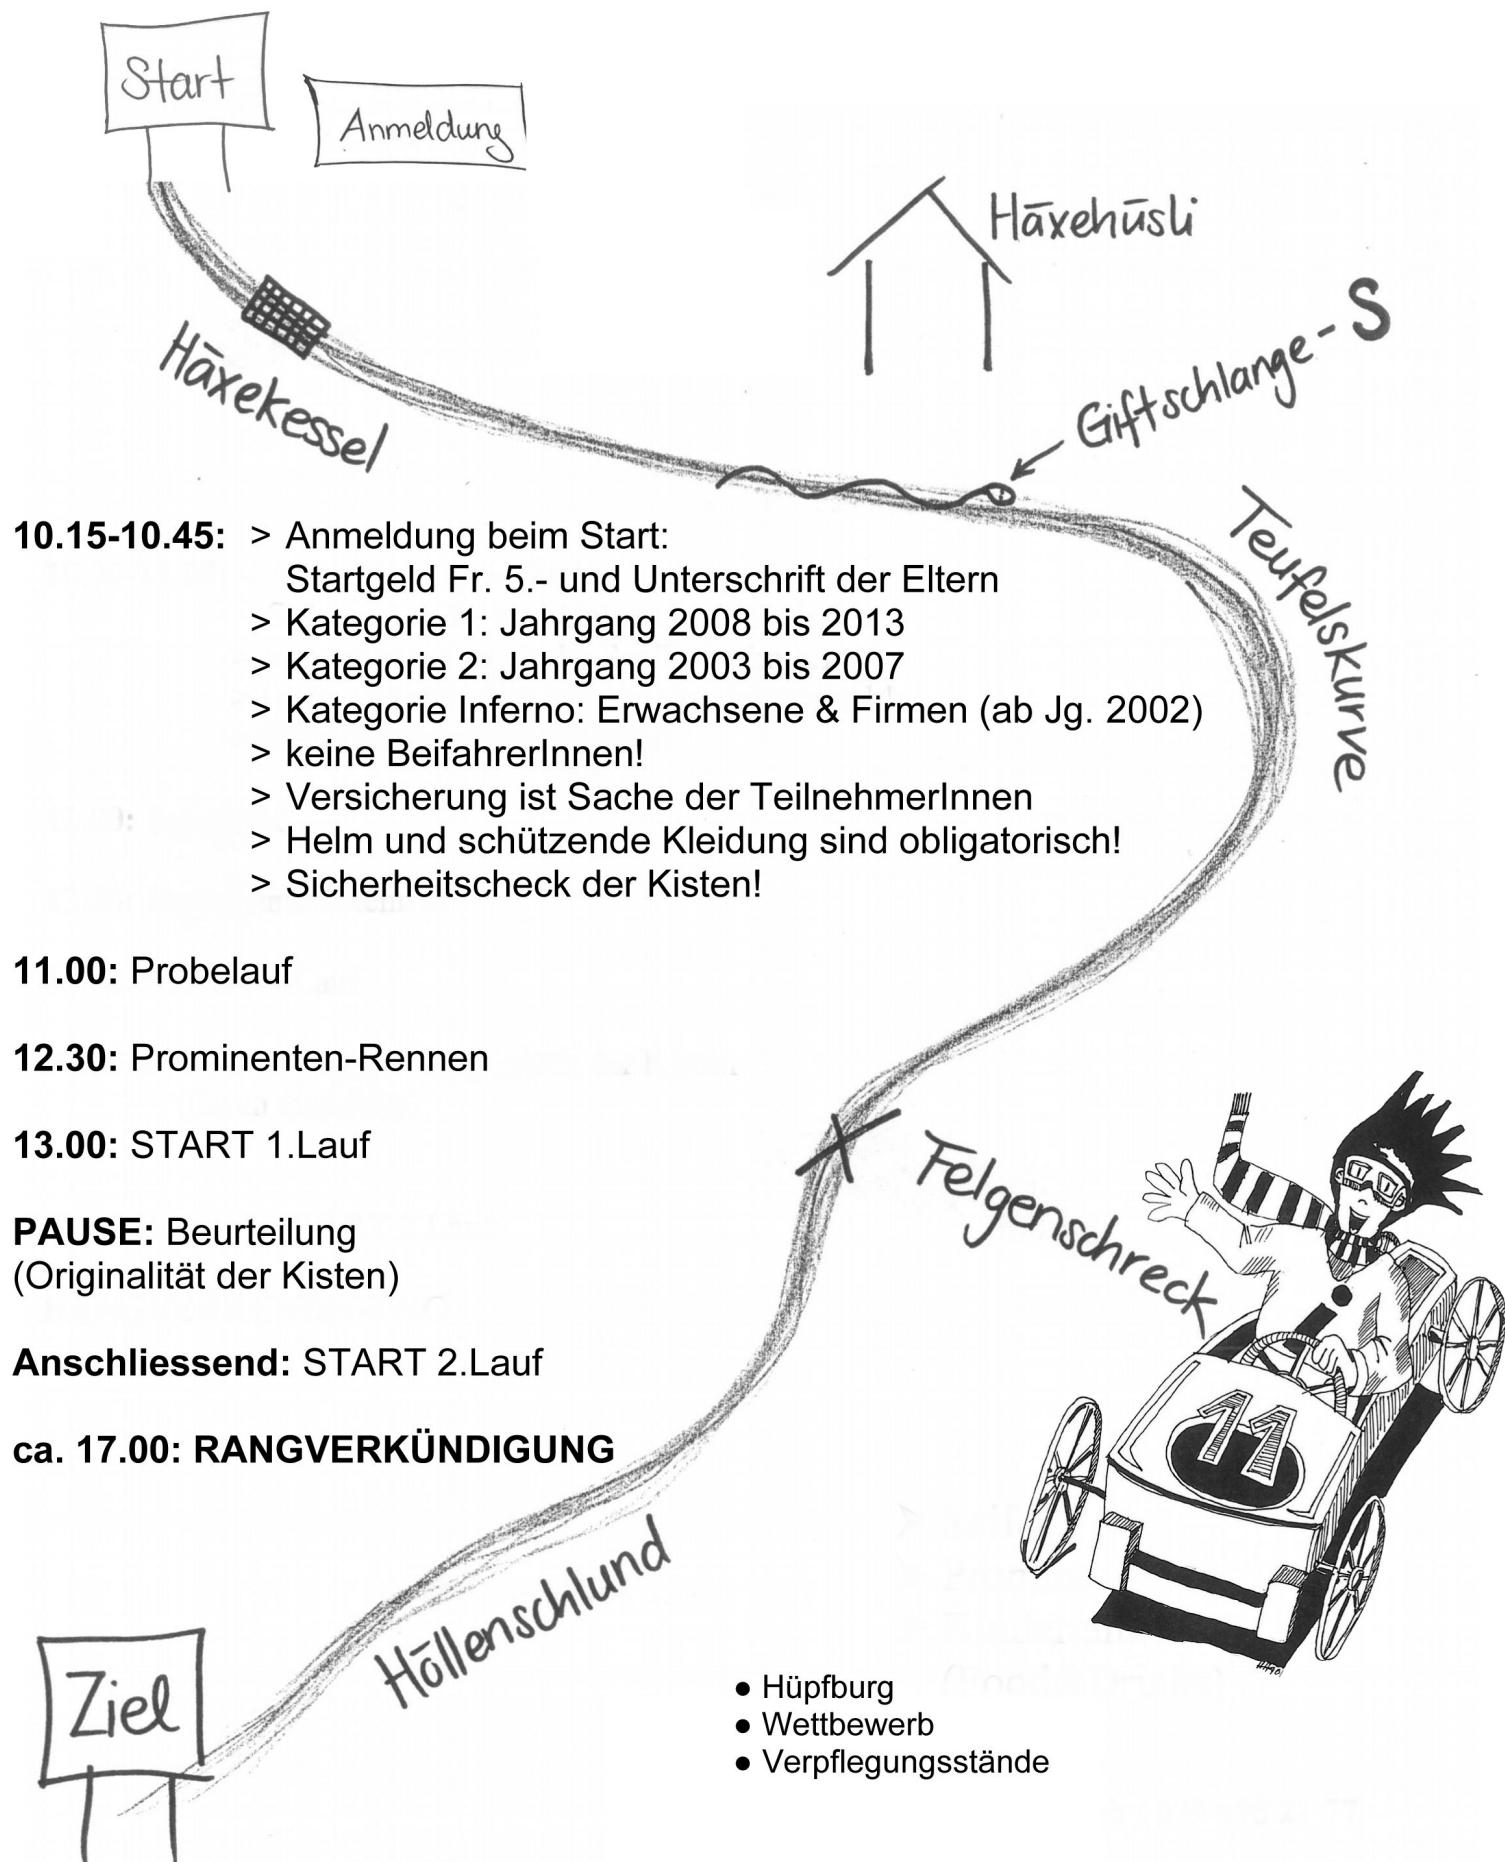 Start
Anmeldung
Häxehüsli
Giftschlange-S
Häxekessel
Teufelskurve
10.15-10.45: > Anmeldung beim Start:
Startgeld Fr. 5.- und Unterschrift der Eltern
> Kategorie 1: Jahrgang 2008 bis 2013
> Kategorie 2: Jahrgang 2003 bis 2007
> Kategorie Inferno: Erwachsene & Firmen (ab Jg. 2002)
> keine BeifahrerInnen!
> Versicherung ist Sache der TeilnehmerInnen
> Helm und schützende Kleidung sind obligatorisch!
> Sicherheitscheck der Kisten!
11.00: Probelauf
12.30: Prominenten-Rennen
13.00: START 1.Lauf
Felgenschreck
PAUSE: Beurteilung
(Originalität der Kisten)
Anschliessend: START 2.Lauf
11
ca. 17.00: RANGVERKÜNDIGUNG
Höllenschlund
Ziel
● Hüpfburg
● Wettbewerb
● Verpflegungsstände